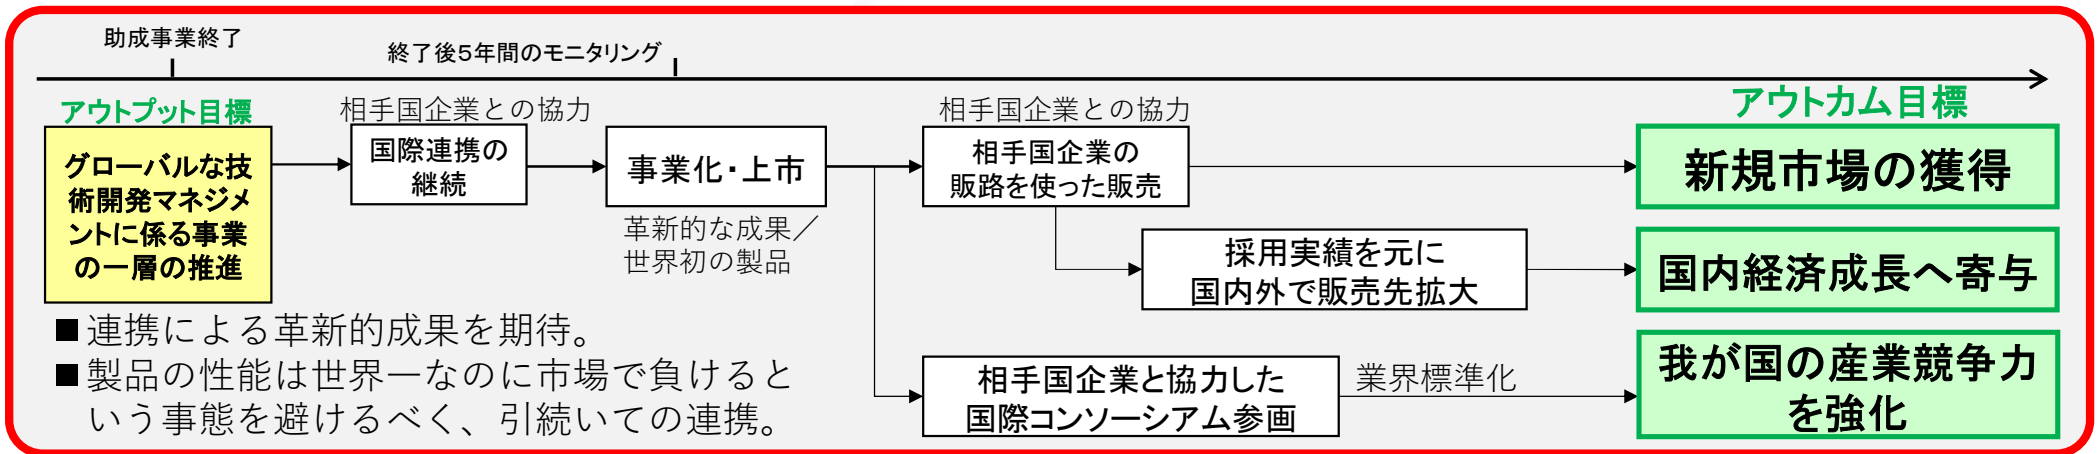 助成事業終了
終了後5年間のモニタリング
アウトプット目標
グローバルな技
術開発マネジメ
ントに係る事業
の一層の推進
相手国企業との協力
国際連携の
継続
事業化・上市
革新的な成果／
世界初の製品
相手国企業との協力
相手国企業の
販路を使った販売
採用実績を元に
国内外で販売先拡大
相手国企業と協力した
国際コンソーシアム参画
業界標準化
アウトカム目標
新規市場の獲得
国内経済成長へ寄与
我が国の産業競争力
を強化
■連携による革新的成果を期待。
■製品の性能は世界一なのに市場で負けると
いう事態を避けるべく、引続いての連携。